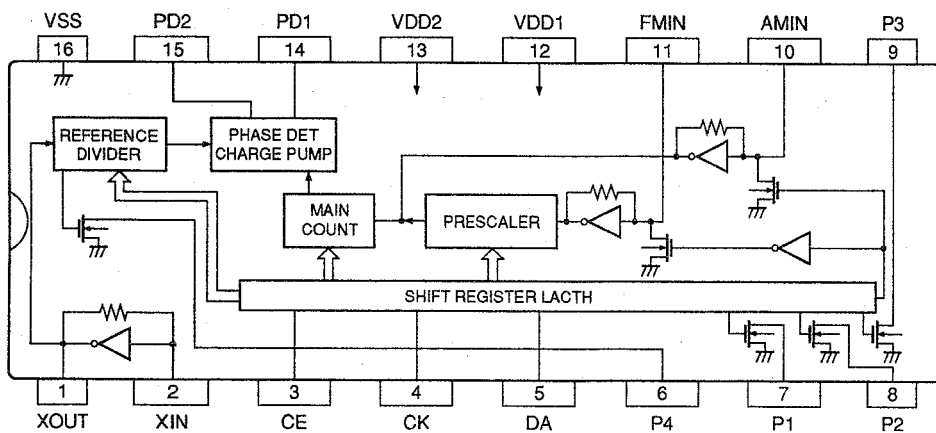 VSS PD2 PD1 VDD2 VDD1 FMIN AMIN P3
16 15 14 13 12 11 10 9
REFERENCE
DIVIDER
PHASE DET
CHARGE PUMP
MAIN
COUNT
PRESCALER
SHIFT REGISTER LACTH
1 2 3 4 5 6 7 8
XOUT XIN CE CK DA P4 P1 P2